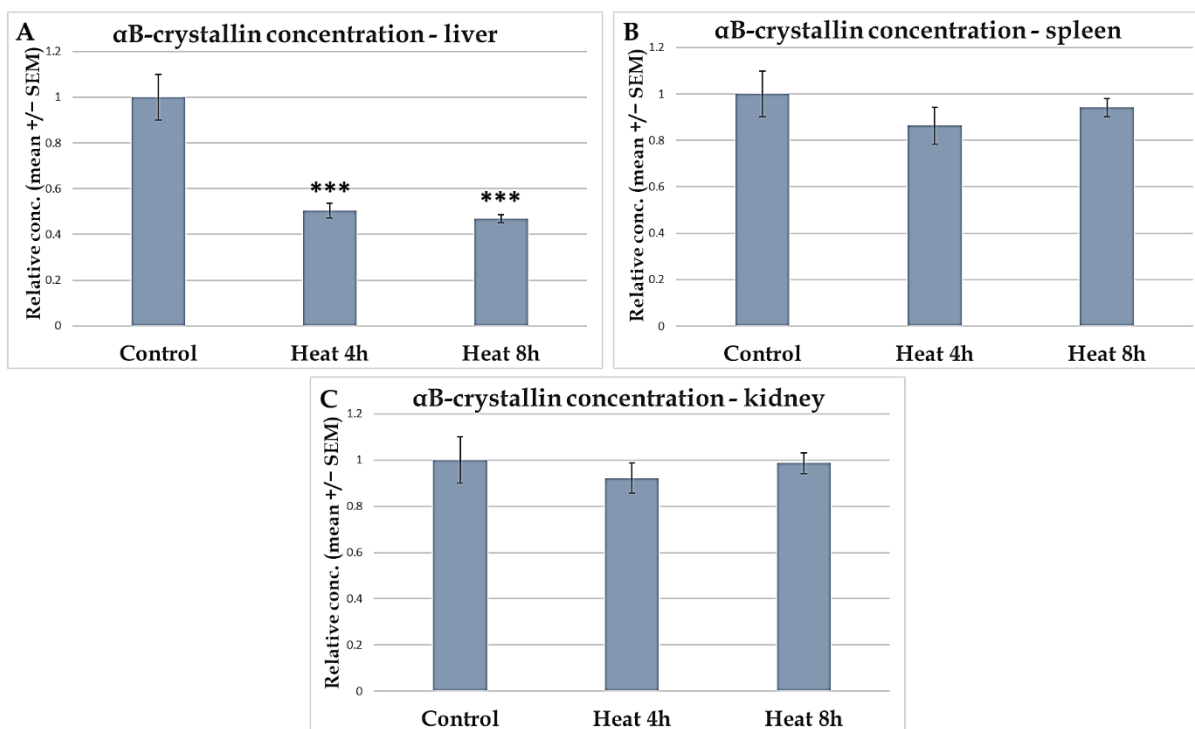 A
αB-crystallin concentration - liver
Relative conc. (mean +/− SEM)
1.2
1
0.8
0.6
0.4
0.2
0
***
***
Control
Heat 4h
Heat 8h
B
αB-crystallin concentration - spleen
Relative conc. (mean +/− SEM)
1.2
1
0.8
0.6
0.4
0.2
0
Control
Heat 4h
Heat 8h
C
αB-crystallin concentration - kidney
Relative conc. (mean +/− SEM)
1.2
1
0.8
0.6
0.4
0.2
0
Control
Heat 4h
Heat 8h